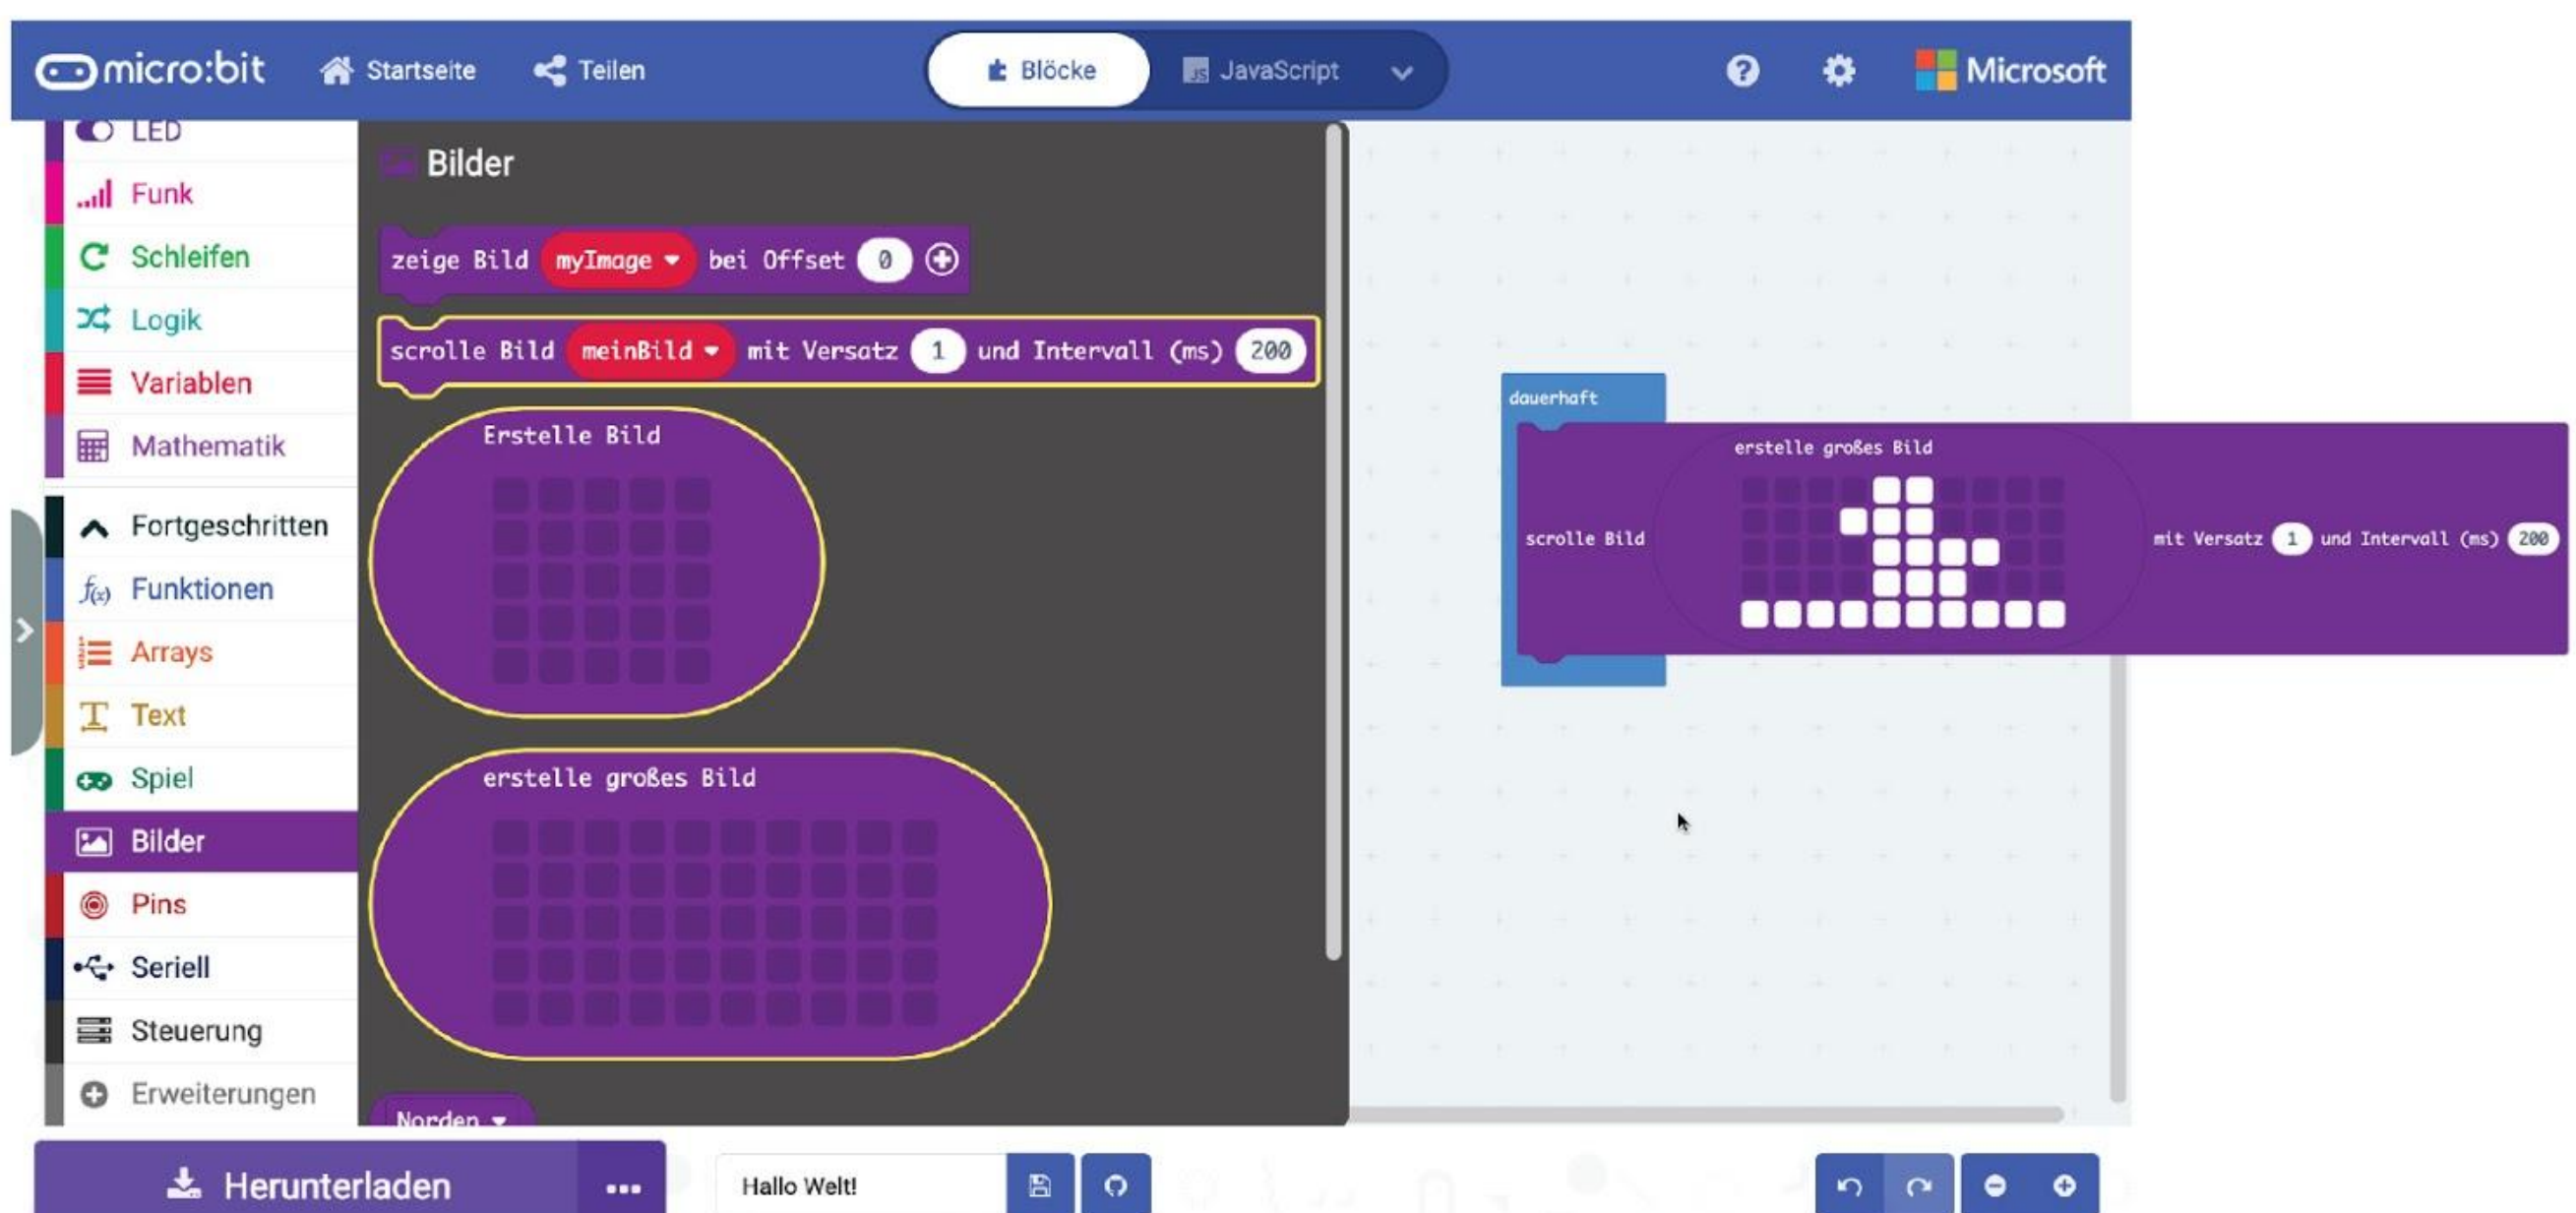 micro:bit Startseite Teilen Blöcke JS JavaScript Microsoft
LED
Funk
Schleifen
Logik
Variablen
Mathematik
Fortgeschritten
f(x) Funktionen
Arrays
Text
Spiel
Bilder
Pins
Seriell
Steuerung
Erweiterungen
Bilder
zeige Bild myImage bei Offset 0
scrolle Bild meinBild mit Versatz 1 und Intervall (ms) 200
Erstelle Bild
erstelle großes Bild
Norden
dauerhaft
erstelle großes Bild
scrolle Bild mit Versatz 1 und Intervall (ms) 200
Herunterladen ... Hallo Welt!